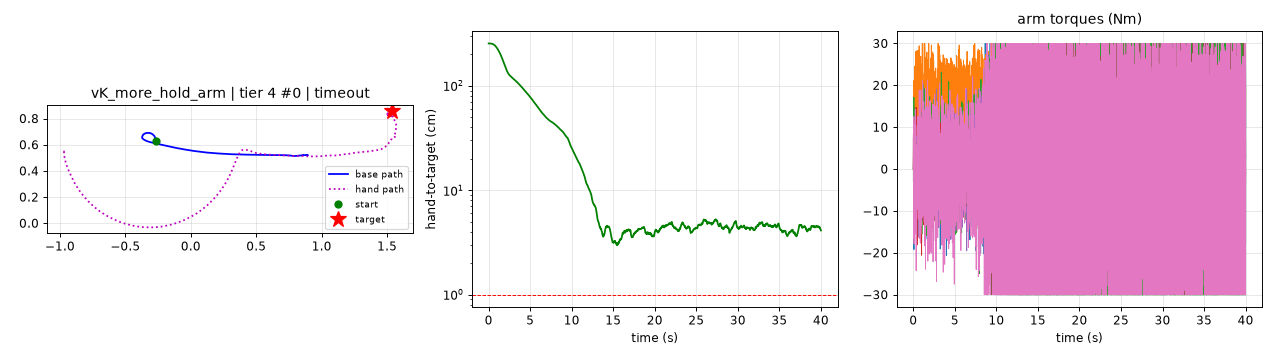 vK_more_hold_arm | tier 4 #0 | timeout
0.8
0.6
0.4
0.2
0.0
−1.0 −0.5 0.0 0.5 1.0 1.5
base path
hand path
start
target
hand-to-target (cm)
10²
10¹
10⁰
0 5 10 15 20 25 30 35 40
time (s)
arm torques (Nm)
30
20
10
0
−10
−20
−30
0 5 10 15 20 25 30 35 40
time (s)